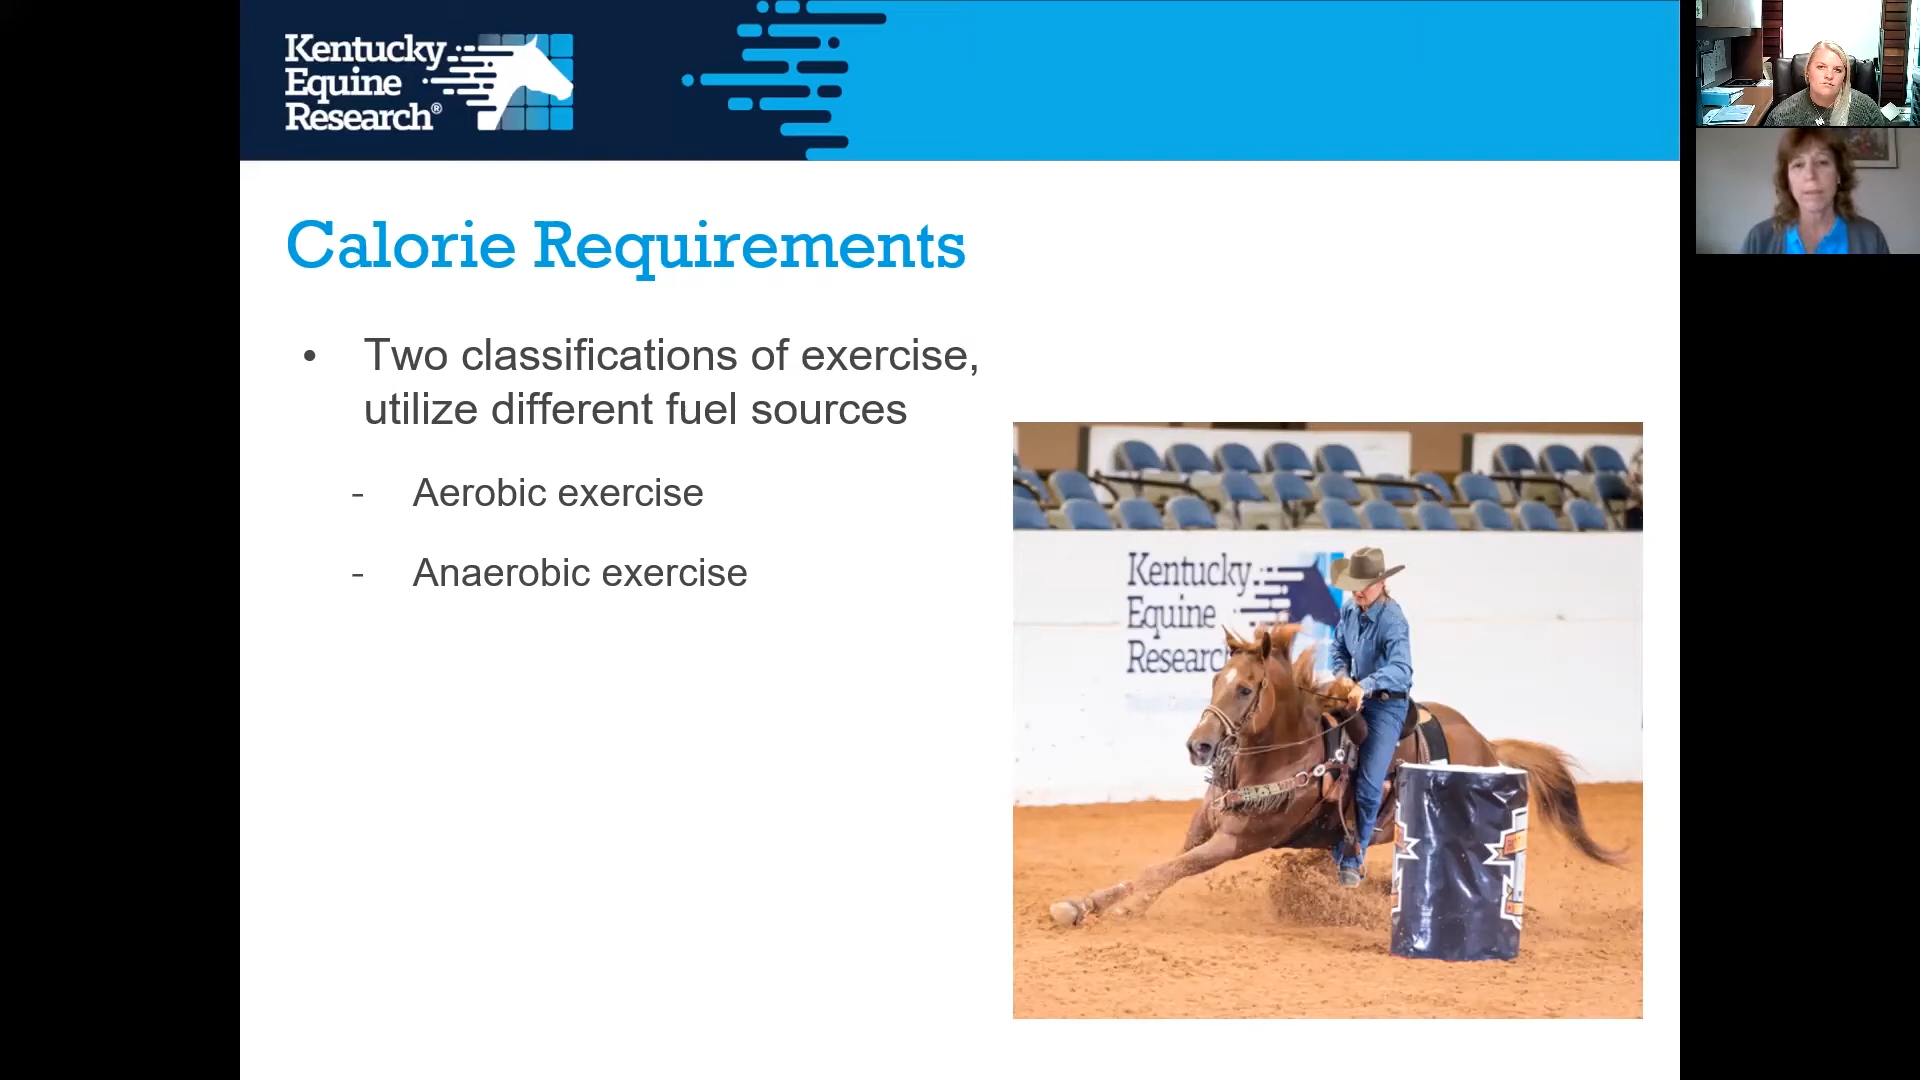 Kentucky
Equine
Research®
Calorie Requirements
• Two classifications of exercise,
utilize different fuel sources
- Aerobic exercise
- Anaerobic exercise
Kentucky
Equine
Researc